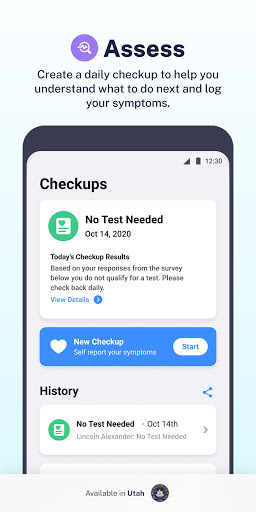 Assess
Create a daily checkup to help you
understand what to do next and log
your symptoms.
12:30
Checkups
No Test Needed
Oct 14, 2020
Today's Checkup Results
Based on your responses from the survey
below you do not qualify for a test. Please
check back daily.
View Details
New Checkup
Self report your symptoms
Start
History
No Test Needed · Oct 14th
Lincoln Alexander: No Test Needed
Available in Utah